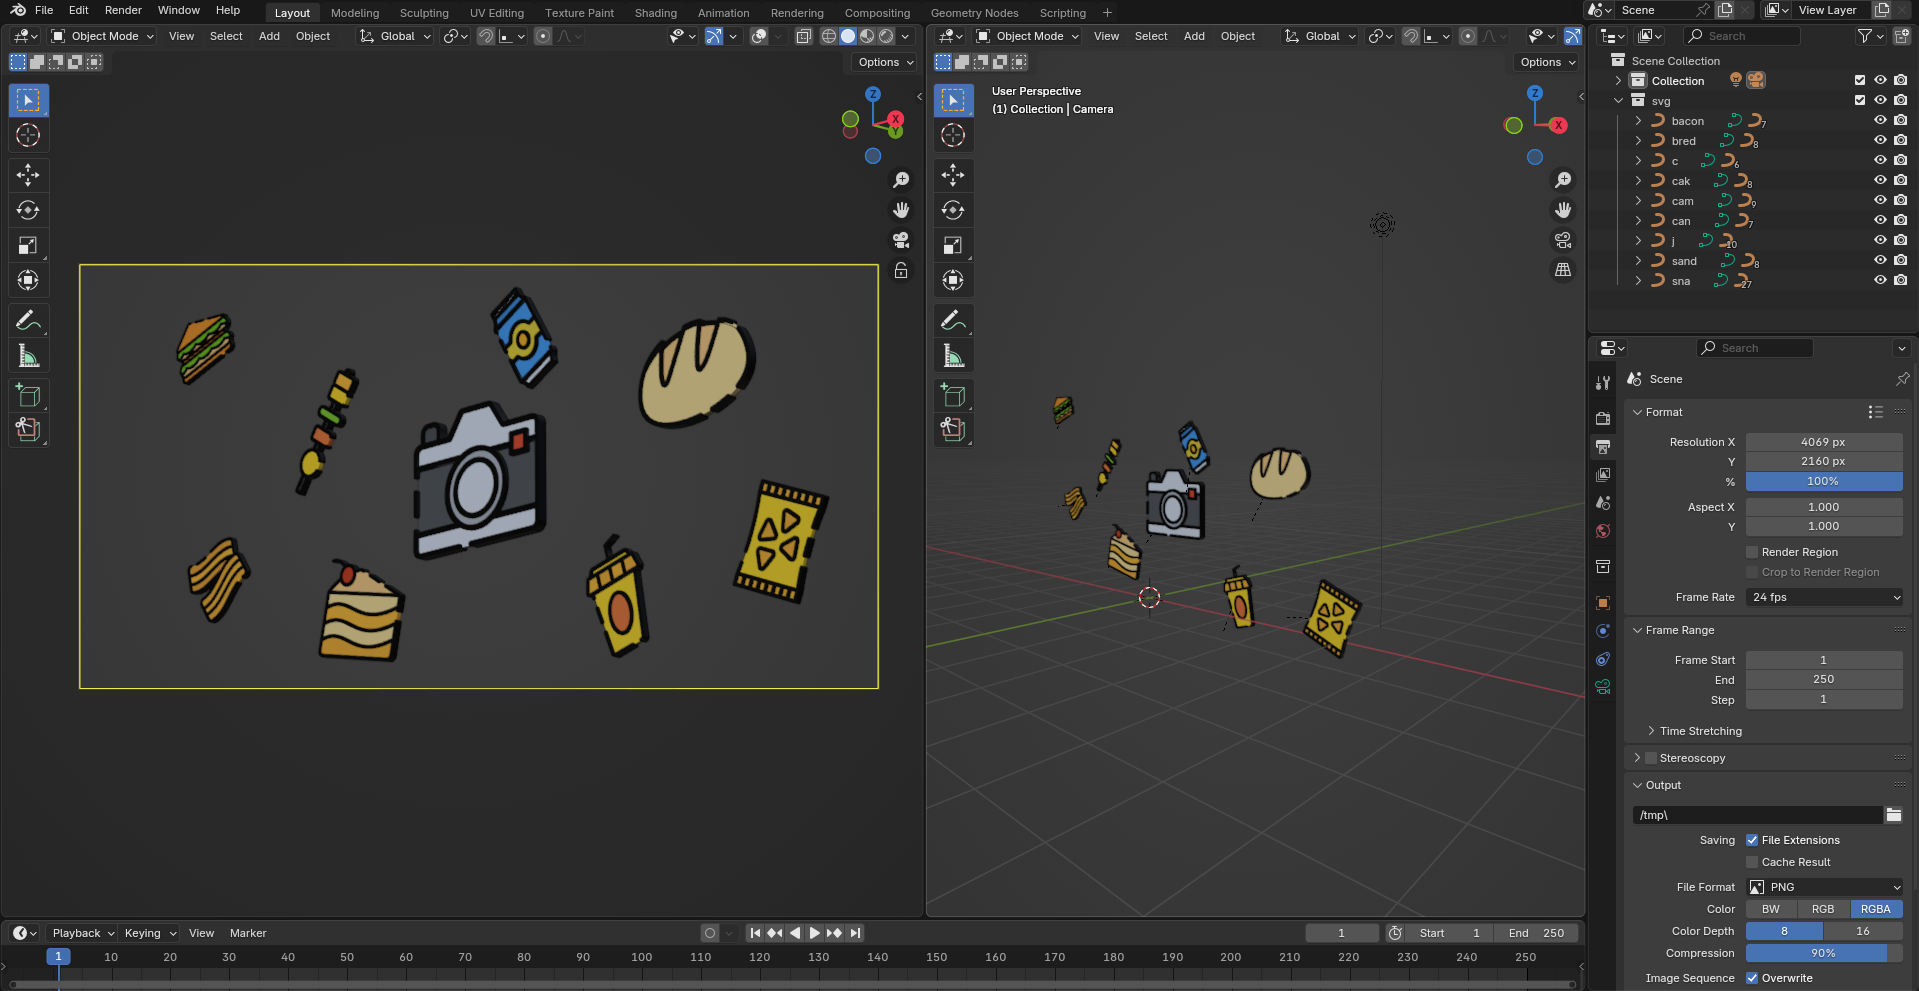 File Edit Render Window Help
Layout Modeling Sculpting UV Editing Texture Paint Shading Animation Rendering Compositing Geometry Nodes Scripting +
Scene
View Layer
Object Mode View Select Add Object Global
Options
Z
X
Y
Object Mode View Select Add Object Global
Options
User Perspective
(1) Collection | Camera
Z
X
Search
Scene Collection
Collection
svg
bacon 7
bred 8
c 6
cak 8
cam 9
can 7
j 10
sand 8
sna 27
Search
Scene
Format
Resolution X 4069 px
Y 2160 px
% 100%
Aspect X 1.000
Y 1.000
Render Region
Crop to Render Region
Frame Rate 24 fps
Frame Range
Frame Start 1
End 250
Step 1
Time Stretching
Stereoscopy
Output
/tmp\
Saving File Extensions
Cache Result
File Format PNG
Color BW RGB RGBA
Color Depth 8 16
Compression 90%
Image Sequence Overwrite
Playback Keying View Marker
1 Start 1 End 250
1 10 20 30 40 50 60 70 80 90 100 110 120 130 140 150 160 170 180 190 200 210 220 230 240 250